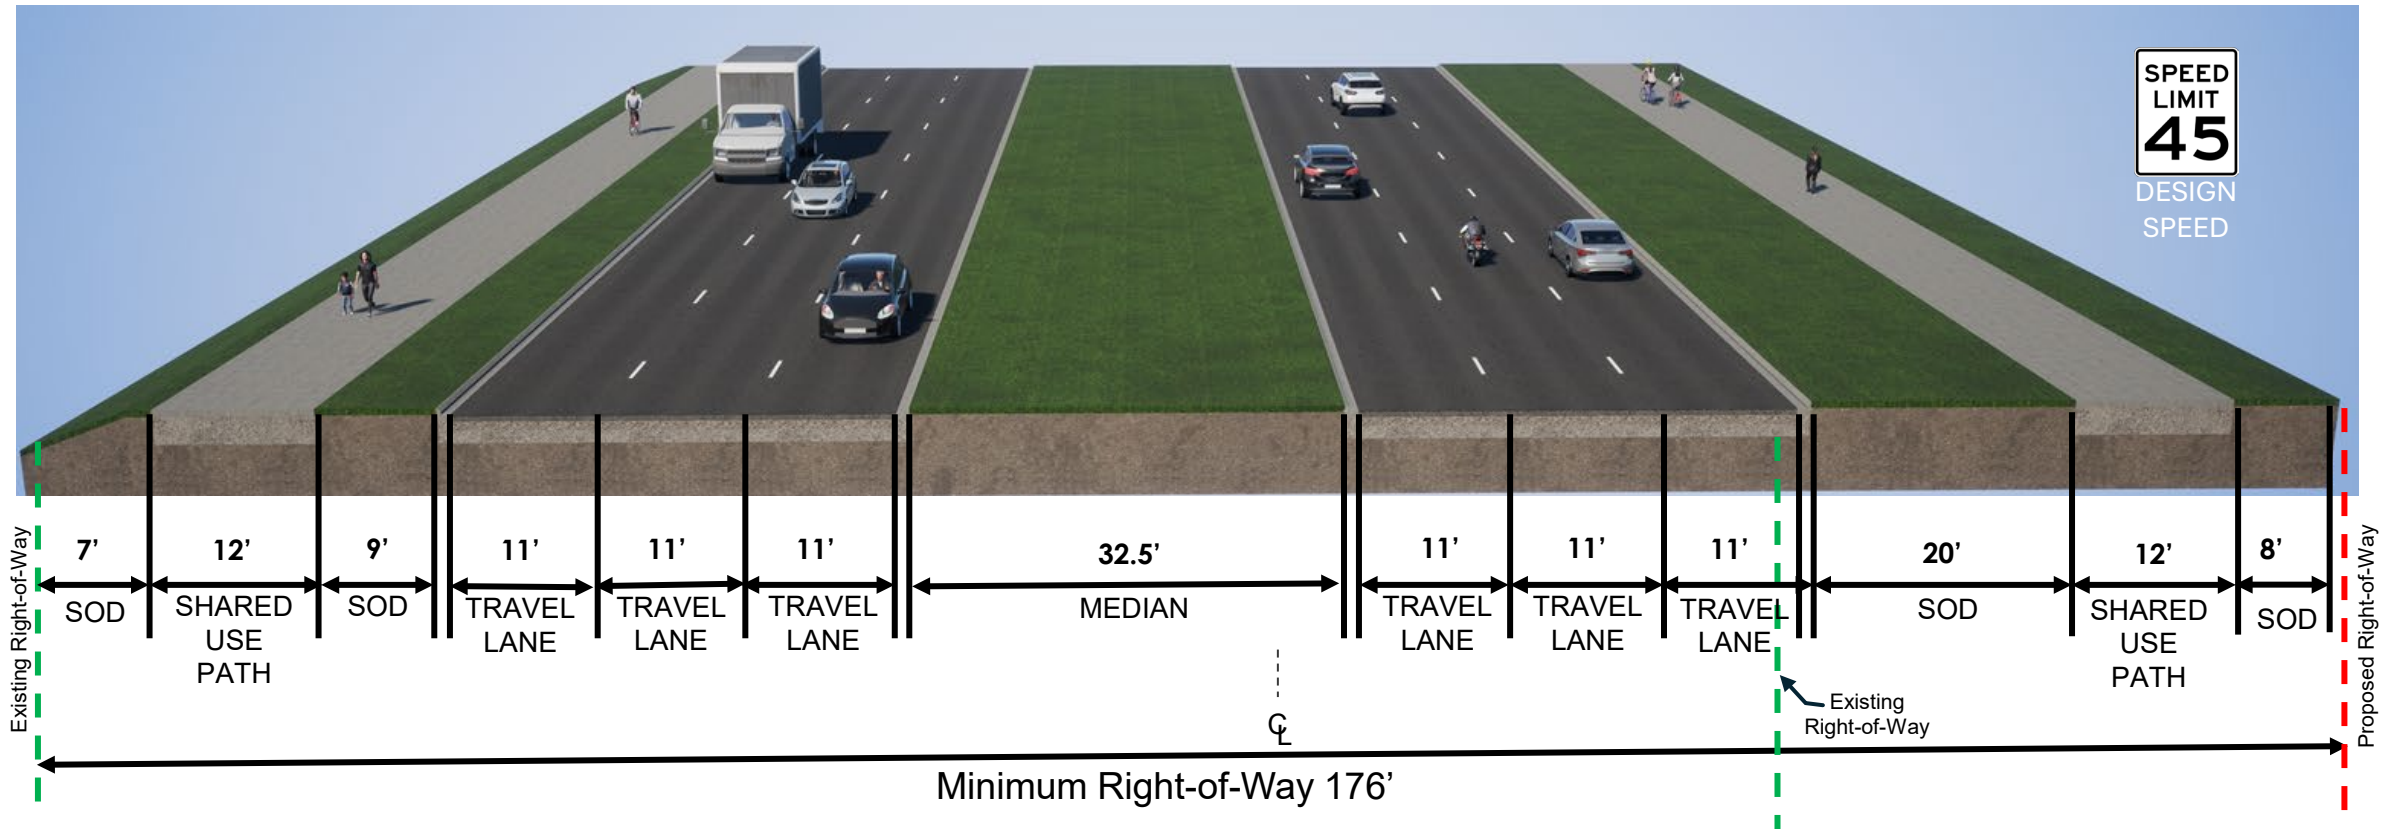 SPEED
LIMIT
45
DESIGN
SPEED
Existing Right-of-Way
7’
SOD
12’
SHARED
USE
PATH
9’
SOD
11’
TRAVEL
LANE
11’
TRAVEL
LANE
11’
TRAVEL
LANE
32.5’
MEDIAN
11’
TRAVEL
LANE
11’
TRAVEL
LANE
11’
TRAVEL
LANE
20’
SOD
12’
SHARED
USE
PATH
8’
SOD
Proposed Right-of-Way
Existing
Right-of-Way
CL
Minimum Right-of-Way 176’